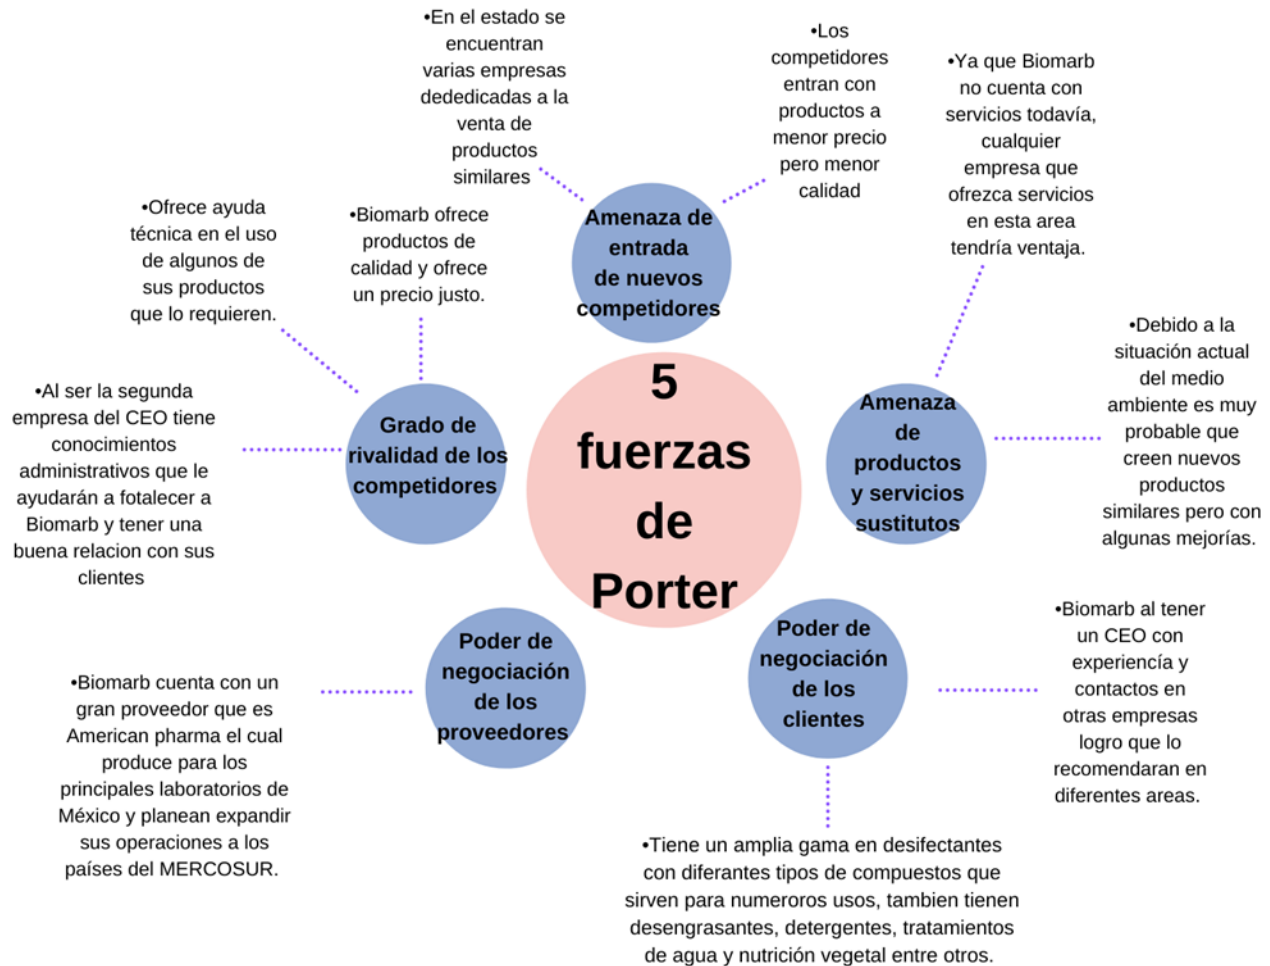 •En el estado se
encuentran
varias empresas
dededicadas a la
venta de
productos
similares
•Los
competidores
entran con
productos a
menor precio
pero menor
calidad
•Ya que Biomarb
no cuenta con
servicios todavía,
cualquier
empresa que
ofrezca servicios
en esta area
tendría ventaja.
•Ofrece ayuda
técnica en el uso
de algunos de
sus productos
que lo requieren.
•Biomarb ofrece
productos de
calidad y ofrece
un precio justo.
Amenaza de
entrada
de nuevos
competidores
•Debido a la
situación actual
del medio
ambiente es muy
probable que
creen nuevos
productos
similares pero con
algunas mejorías.
•Al ser la segunda
empresa del CEO tiene
conocimientos
administrativos que le
ayudarán a fotalecer a
Biomarb y tener una
buena relacion con sus
clientes
Grado de
rivalidad de los
competidores
5
fuerzas
de
Porter
Amenaza
de
productos
y servicios
sustitutos
Poder de
negociación
de los
proveedores
Poder de
negociación
de los
clientes
•Biomarb al tener
un CEO con
experiencía y
contactos en
otras empresas
logro que lo
recomendaran en
diferentes areas.
•Biomarb cuenta con un
gran proveedor que es
American pharma el cual
produce para los
principales laboratorios de
México y planean expandir
sus operaciones a los
países del MERCOSUR.
•Tiene un amplia gama en desifectantes
con diferantes tipos de compuestos que
sirven para numeroros usos, tambien tienen
desengrasantes, detergentes, tratamientos
de agua y nutrición vegetal entre otros.